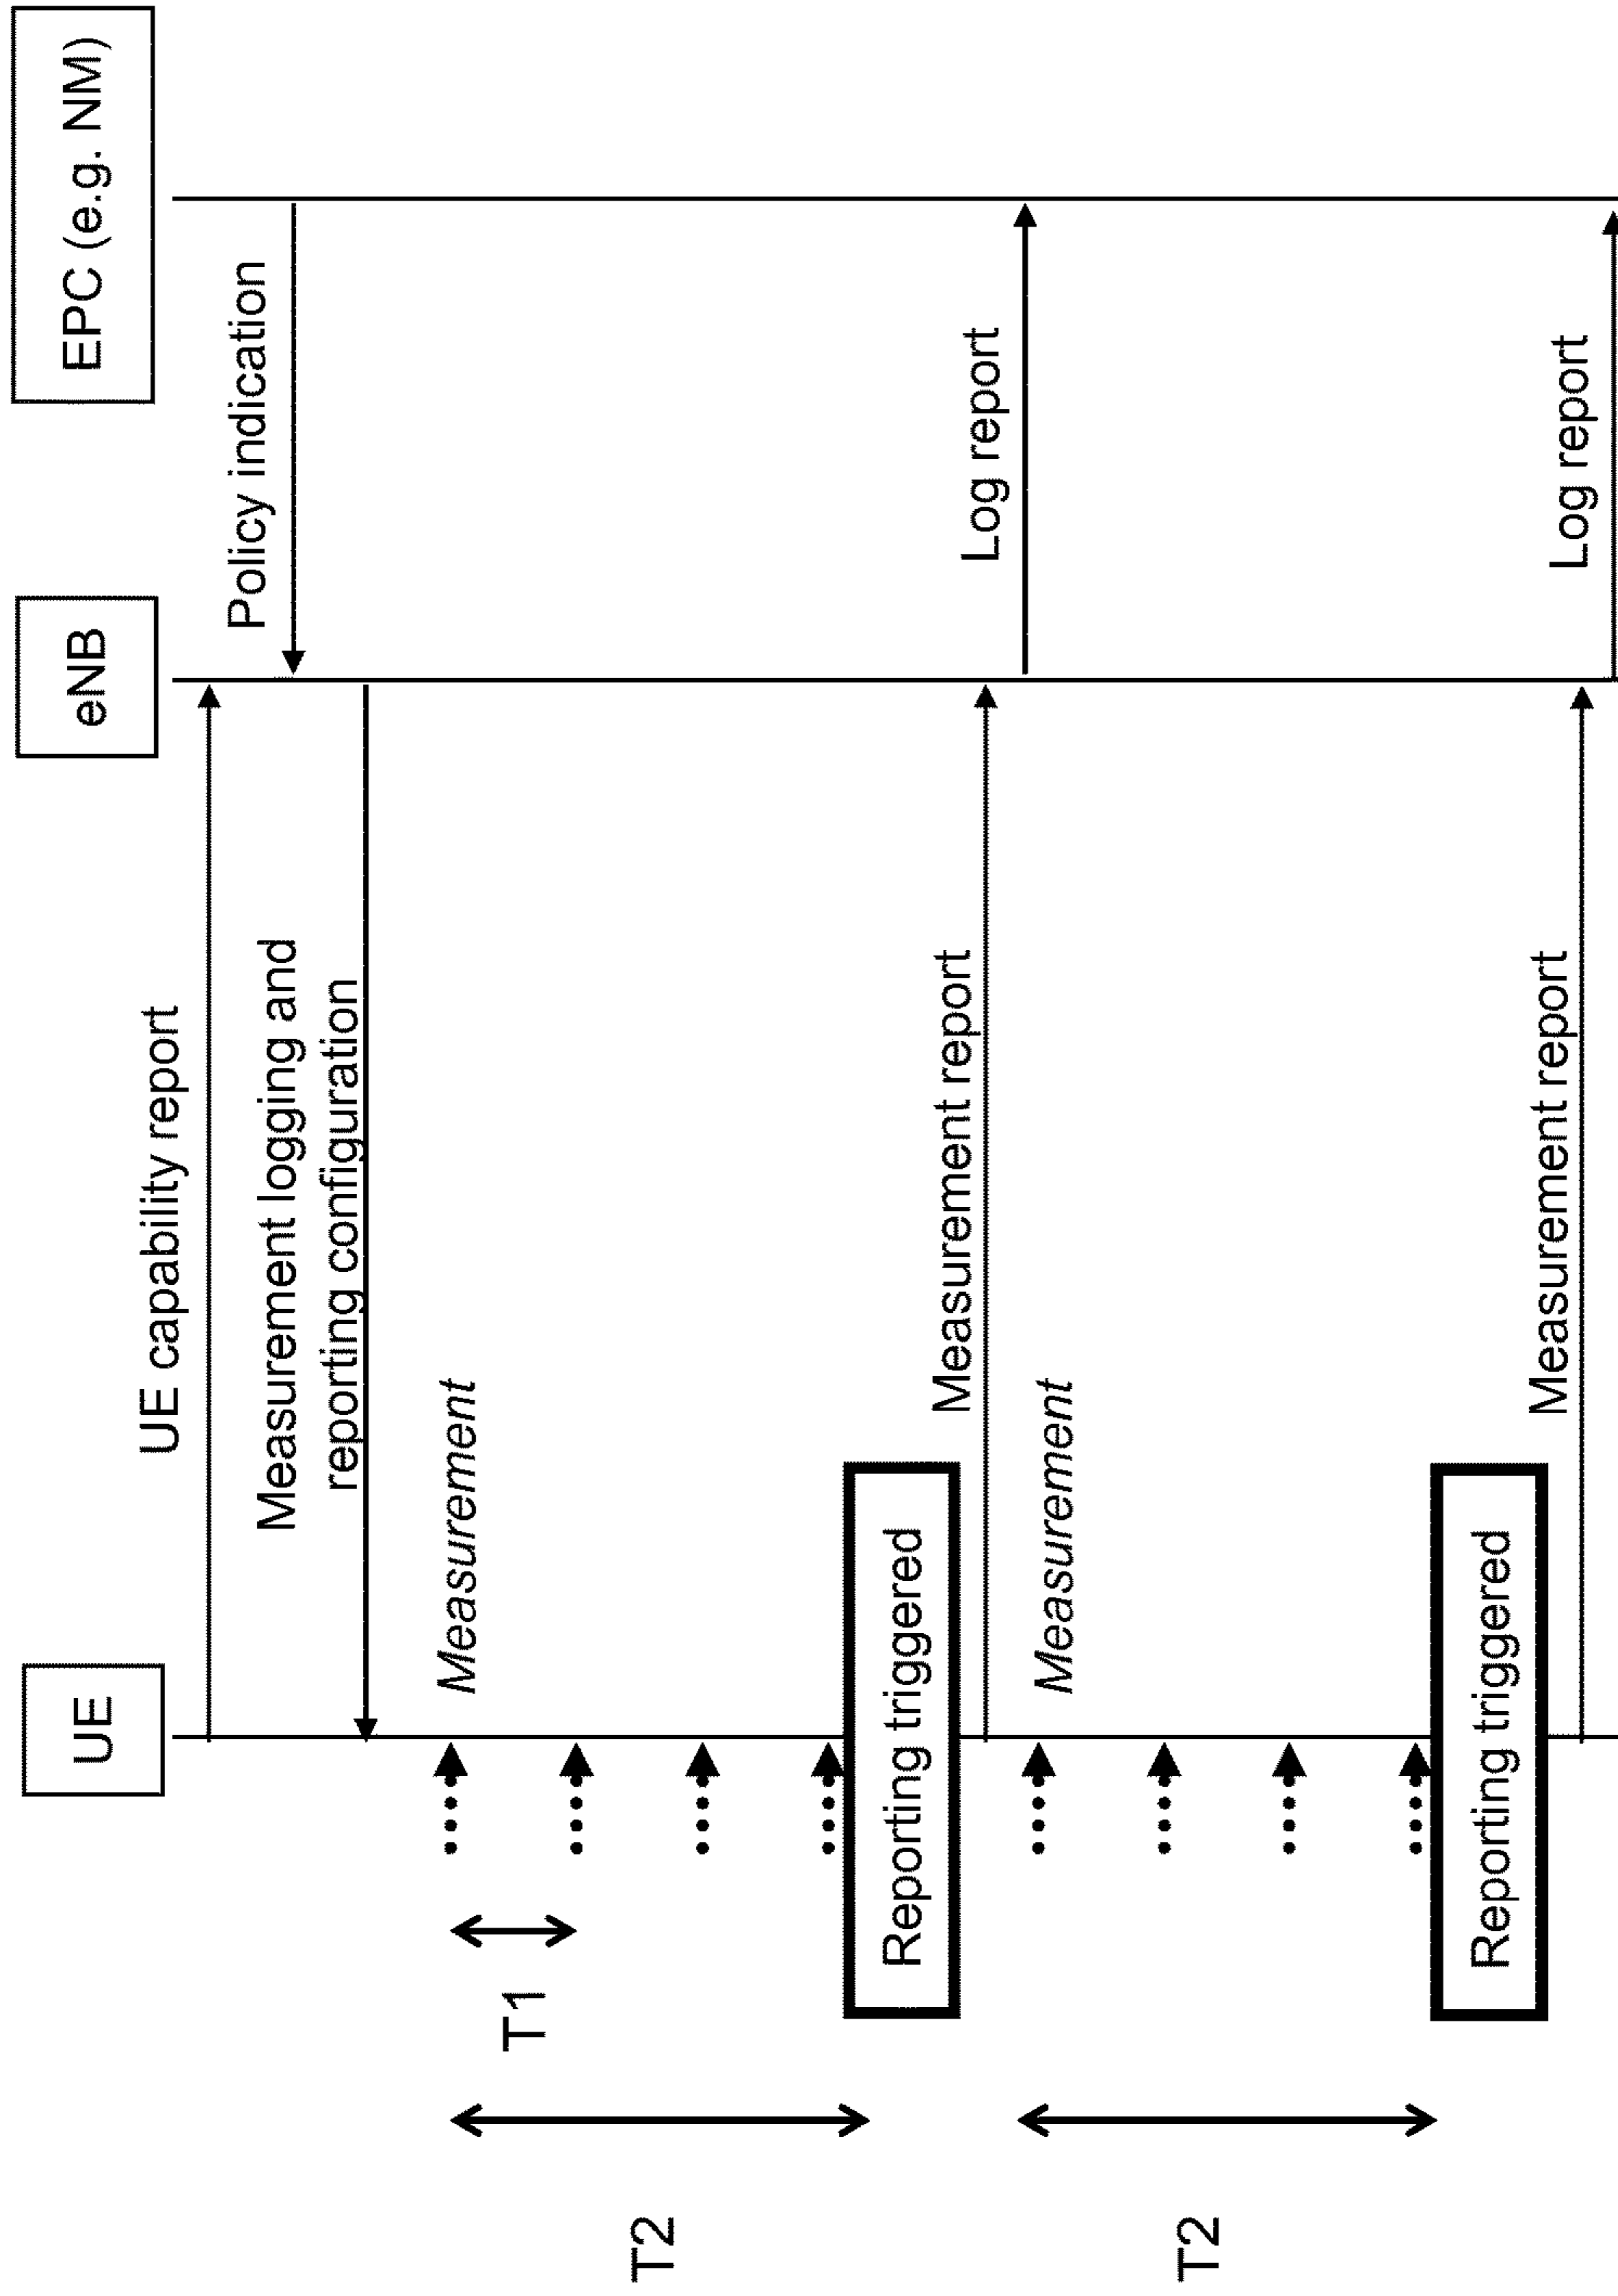 UE
eNB
EPC (e.g. NM)
UE capability report
Policy indication
Measurement logging and
reporting configuration
Measurement
T1
T2
Reporting triggered
Measurement report
Log report
Measurement
T2
Reporting triggered
Measurement report
Log report